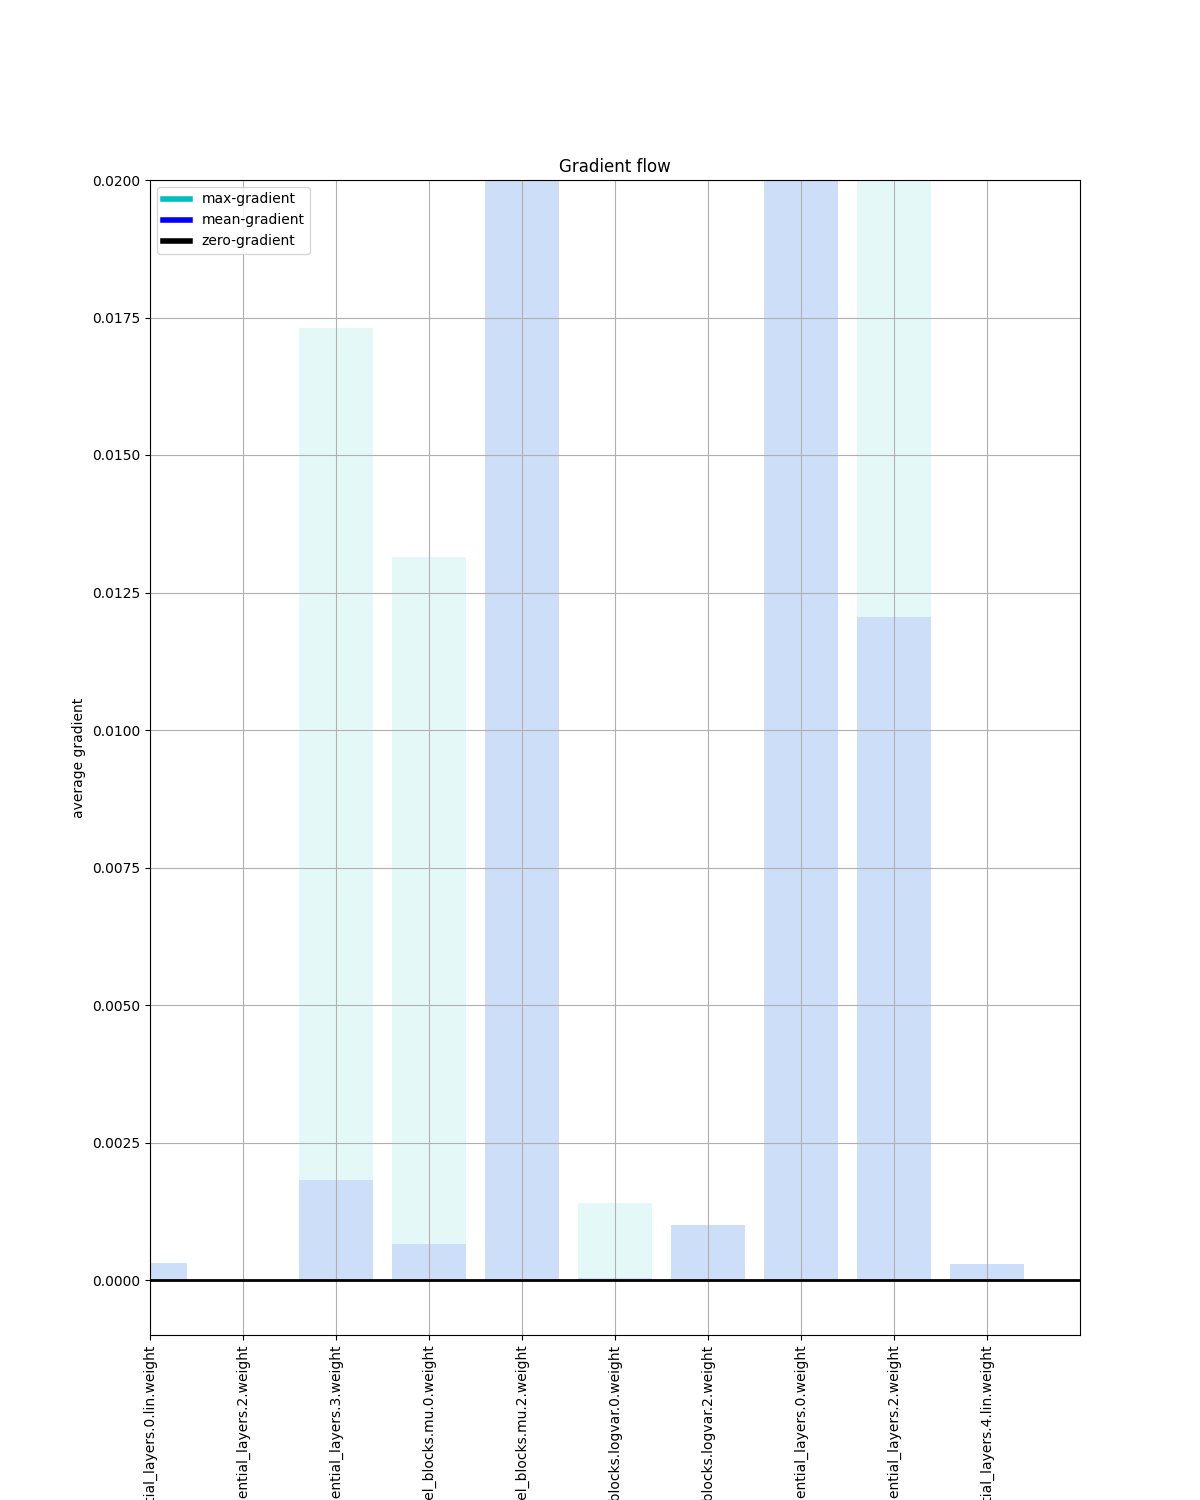 Gradient flow
max-gradient
mean-gradient
zero-gradient
0.0200
0.0175
0.0150
0.0125
0.0100
0.0075
0.0050
0.0025
0.0000
average gradient
tial_layers.0.lin.weight
ential_layers.2.weight
ential_layers.3.weight
el_blocks.mu.0.weight
el_blocks.mu.2.weight
blocks.logvar.0.weight
blocks.logvar.2.weight
ential_layers.0.weight
ential_layers.2.weight
tial_layers.4.lin.weight